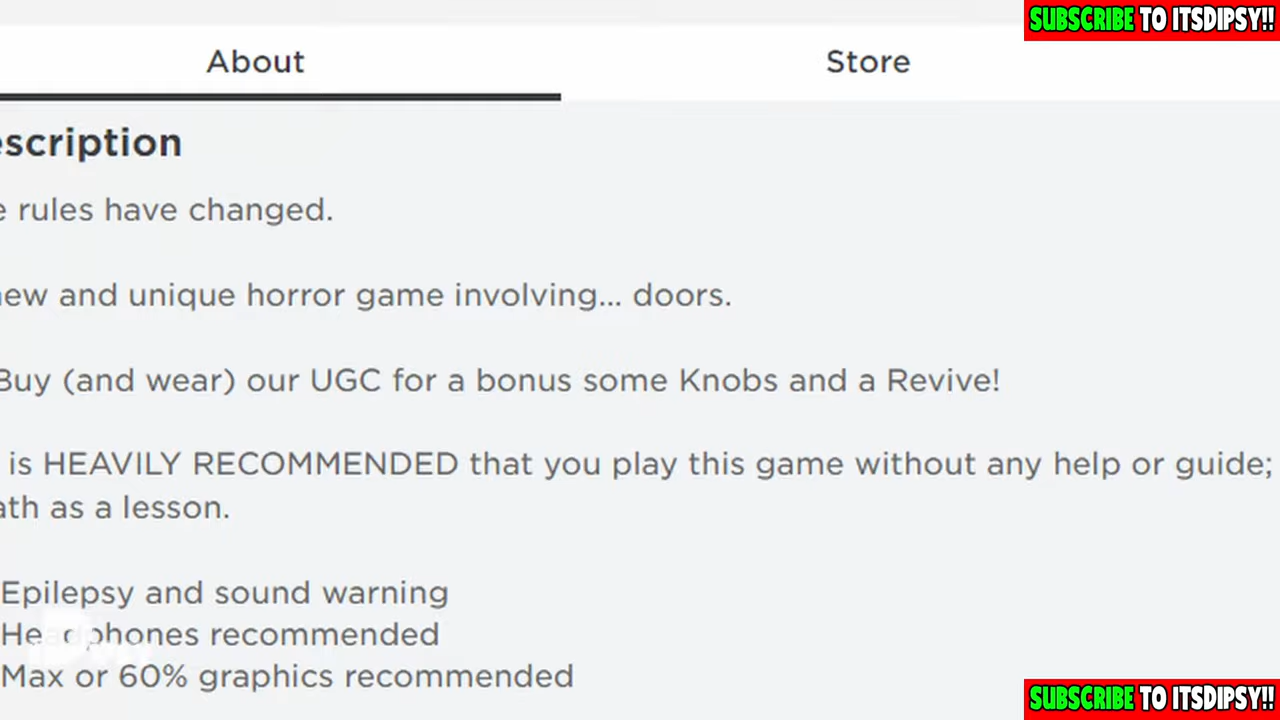 SUBSCRIBE TO ITSDIPSY!!
About Store
escription
e rules have changed.
new and unique horror game involving... doors.
Buy (and wear) our UGC for a bonus some Knobs and a Revive!
is HEAVILY RECOMMENDED that you play this game without any help or guide;
ath as a lesson.
Epilepsy and sound warning
Headphones recommended
Max or 60% graphics recommended
SUBSCRIBE TO ITSDIPSY!!